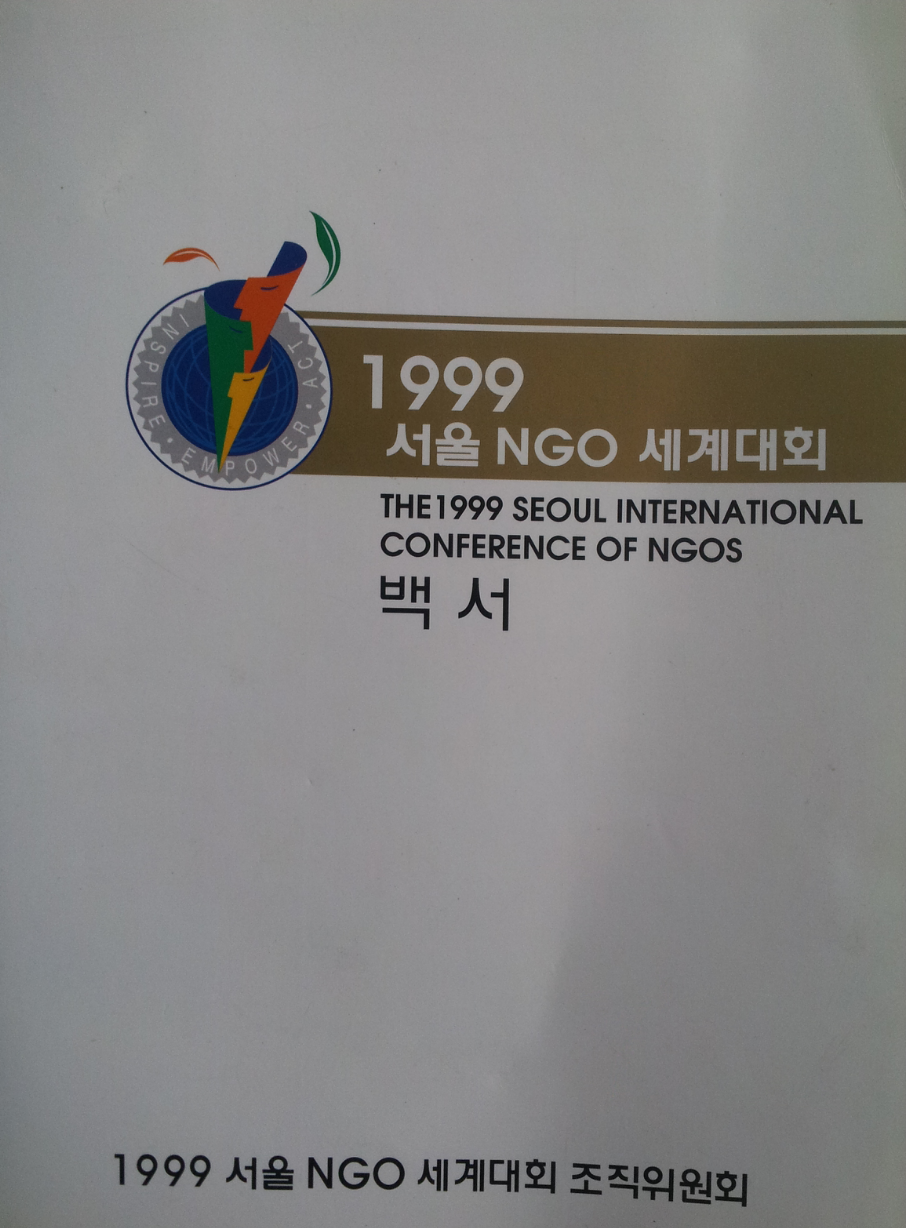 INSPIRE · EMPOWER · ACT
1999
서울 NGO 세계대회
THE1999 SEOUL INTERNATIONAL
CONFERENCE OF NGOS
백 서
1999 서울 NGO 세계대회 조직위원회